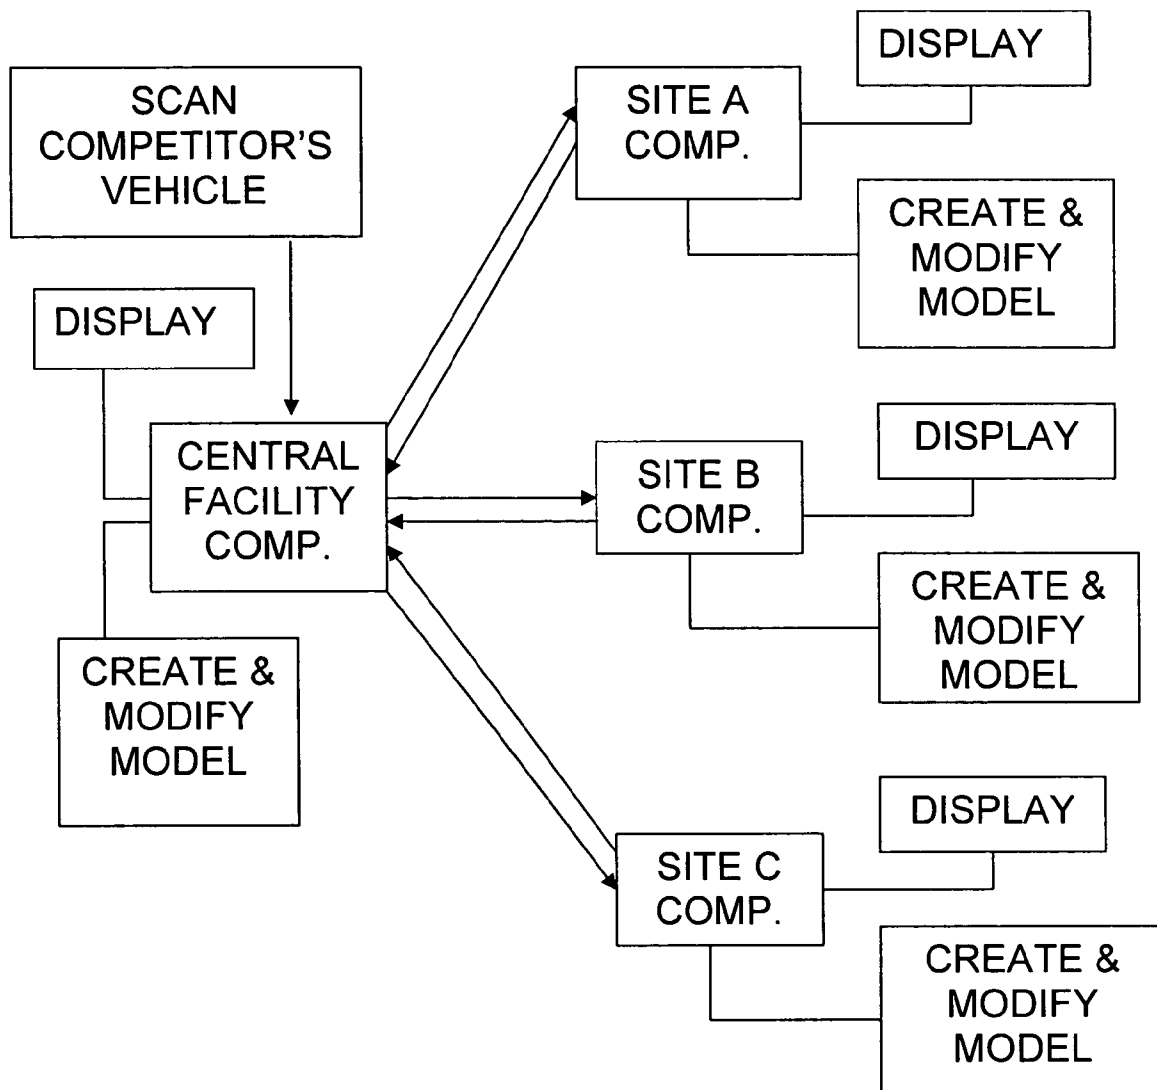 SCAN
COMPETITOR'S
VEHICLE
DISPLAY
CENTRAL
FACILITY
COMP.
CREATE &
MODIFY
MODEL
SITE A
COMP.
DISPLAY
CREATE &
MODIFY
MODEL
SITE B
COMP.
DISPLAY
CREATE &
MODIFY
MODEL
SITE C
COMP.
DISPLAY
CREATE &
MODIFY
MODEL